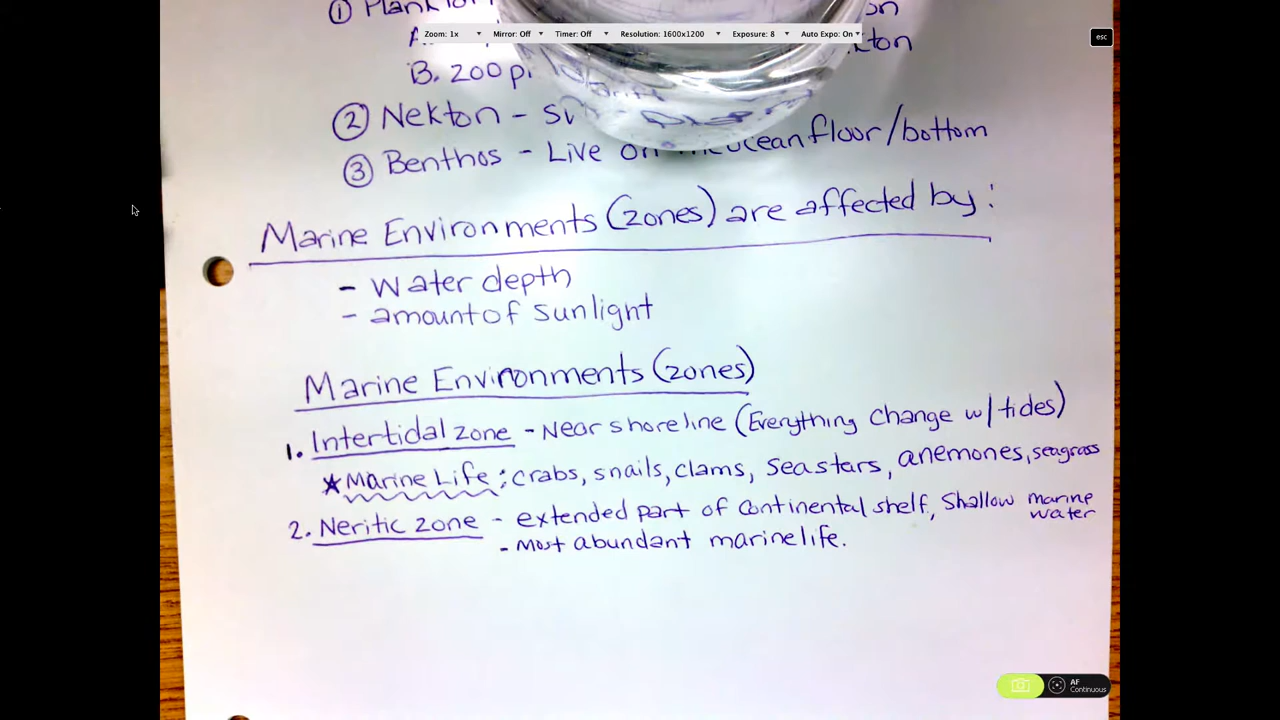 Zoom: 1x Mirror: Off Timer: Off Resolution: 1600x1200 Exposure: 8 Auto Expo: On esc
① Plankton
B. 200
② Nekton -
③ Benthos - Live on ocean floor/bottom
Marine Environments (zones) are affected by:
- Water depth
- amount of sunlight
Marine Environments (zones)
1. Intertidal zone - Near shoreline (Everything change w/ tides)
★Marine Life: crabs, snails, clams, Seastars, anemones, seagrass
2. Neritic zone - extended part of Continental shelf, Shallow marine water
- Most abundant marine life.
AF
Continuous